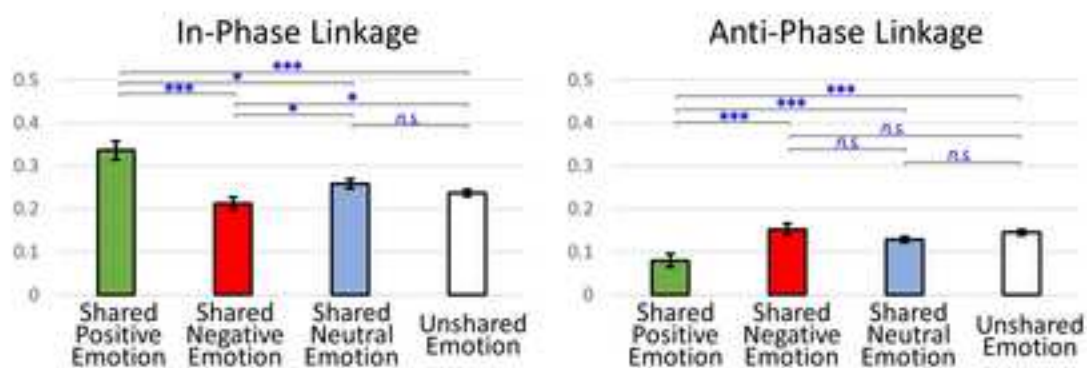 In-Phase Linkage
***
0.5
*
***
*
*
0.4
n.s.
0.3
0.2
0.1
0
Shared Positive Emotion
Shared Negative Emotion
Shared Neutral Emotion
Unshared Emotion
Anti-Phase Linkage
0.5
***
***
***
0.4
n.s.
n.s.
n.s.
0.3
0.2
0.1
0
Shared
Positive
Emotion
Shared
Negative
Emotion
Shared
Neutral
Emotion
Unshared
Emotion